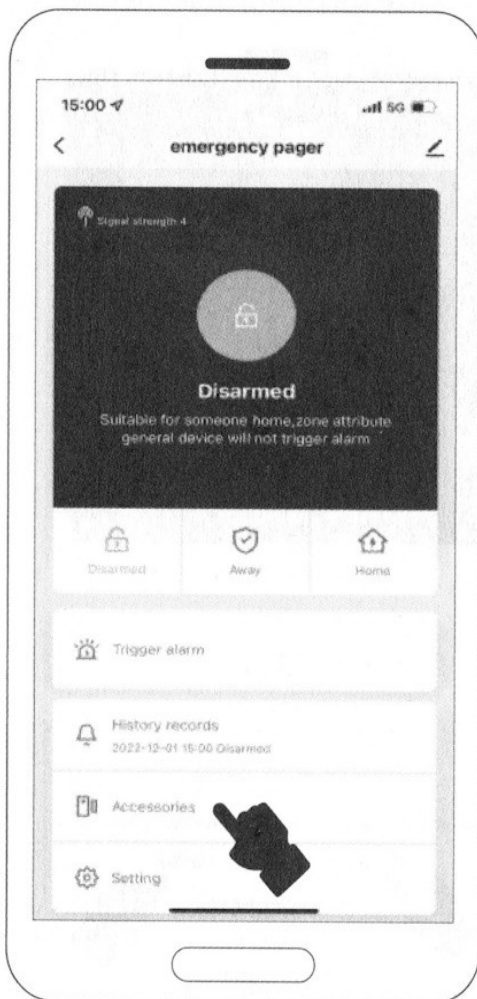 15:00
5G
emergency pager
Signal strength 4
Disarmed
Suitable for someone home,zone attribute
general device will not trigger alarm
Disarmed
Away
Home
Trigger alarm
History records
2022-12-01 15:00 Disarmed
Accessories
Setting